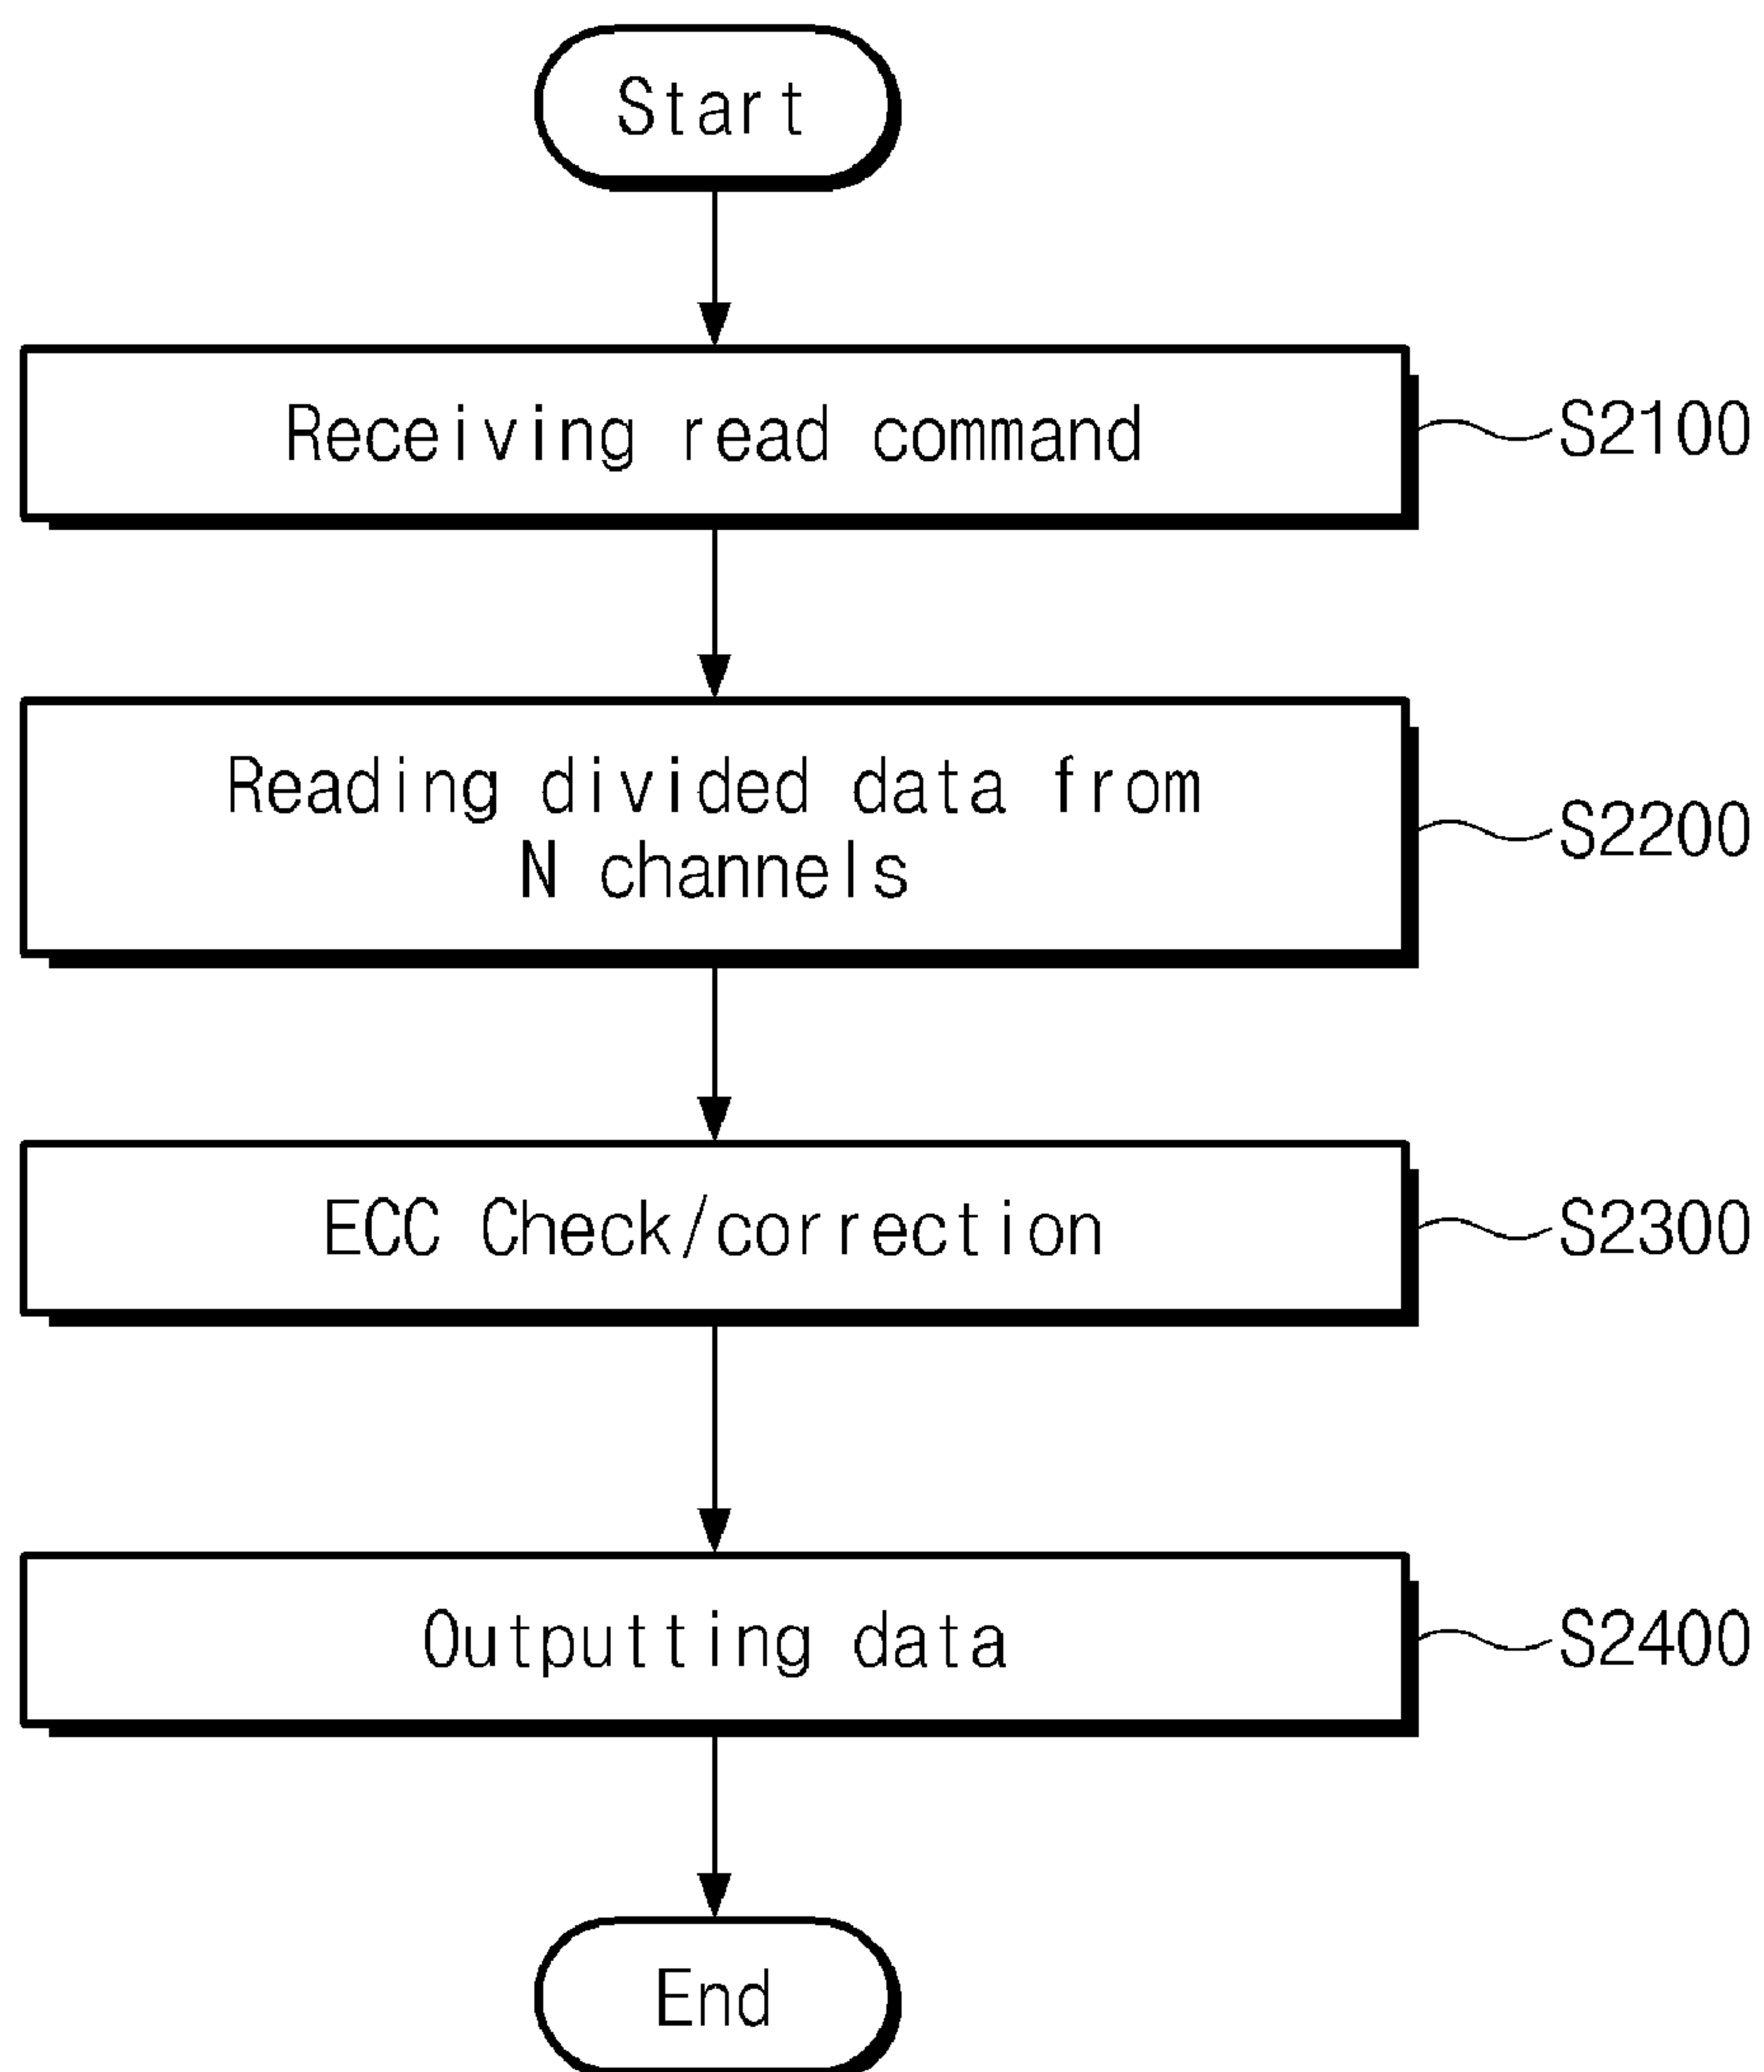 Start
Receiving read command
S2100
Reading divided data from
N channels
S2200
ECC Check/correction
S2300
Outputting data
S2400
End